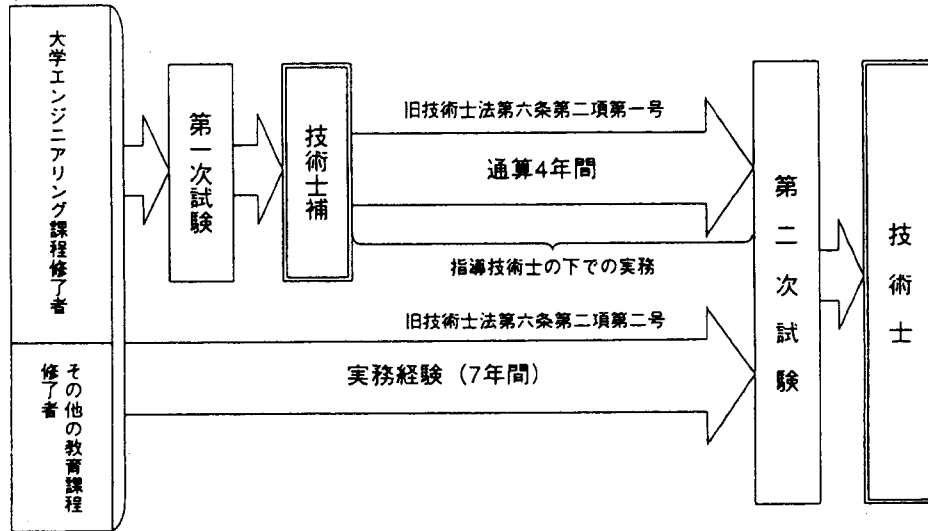 大学エンジニアリング課程修了者
第一次試験
技術士補
旧技術士法第六条第二項第一号
通算4年間
指導技術士の下での実務
旧技術士法第六条第二項第二号
実務経験（7年間）
その他の教育課程
修了者
第二次試験
技術士